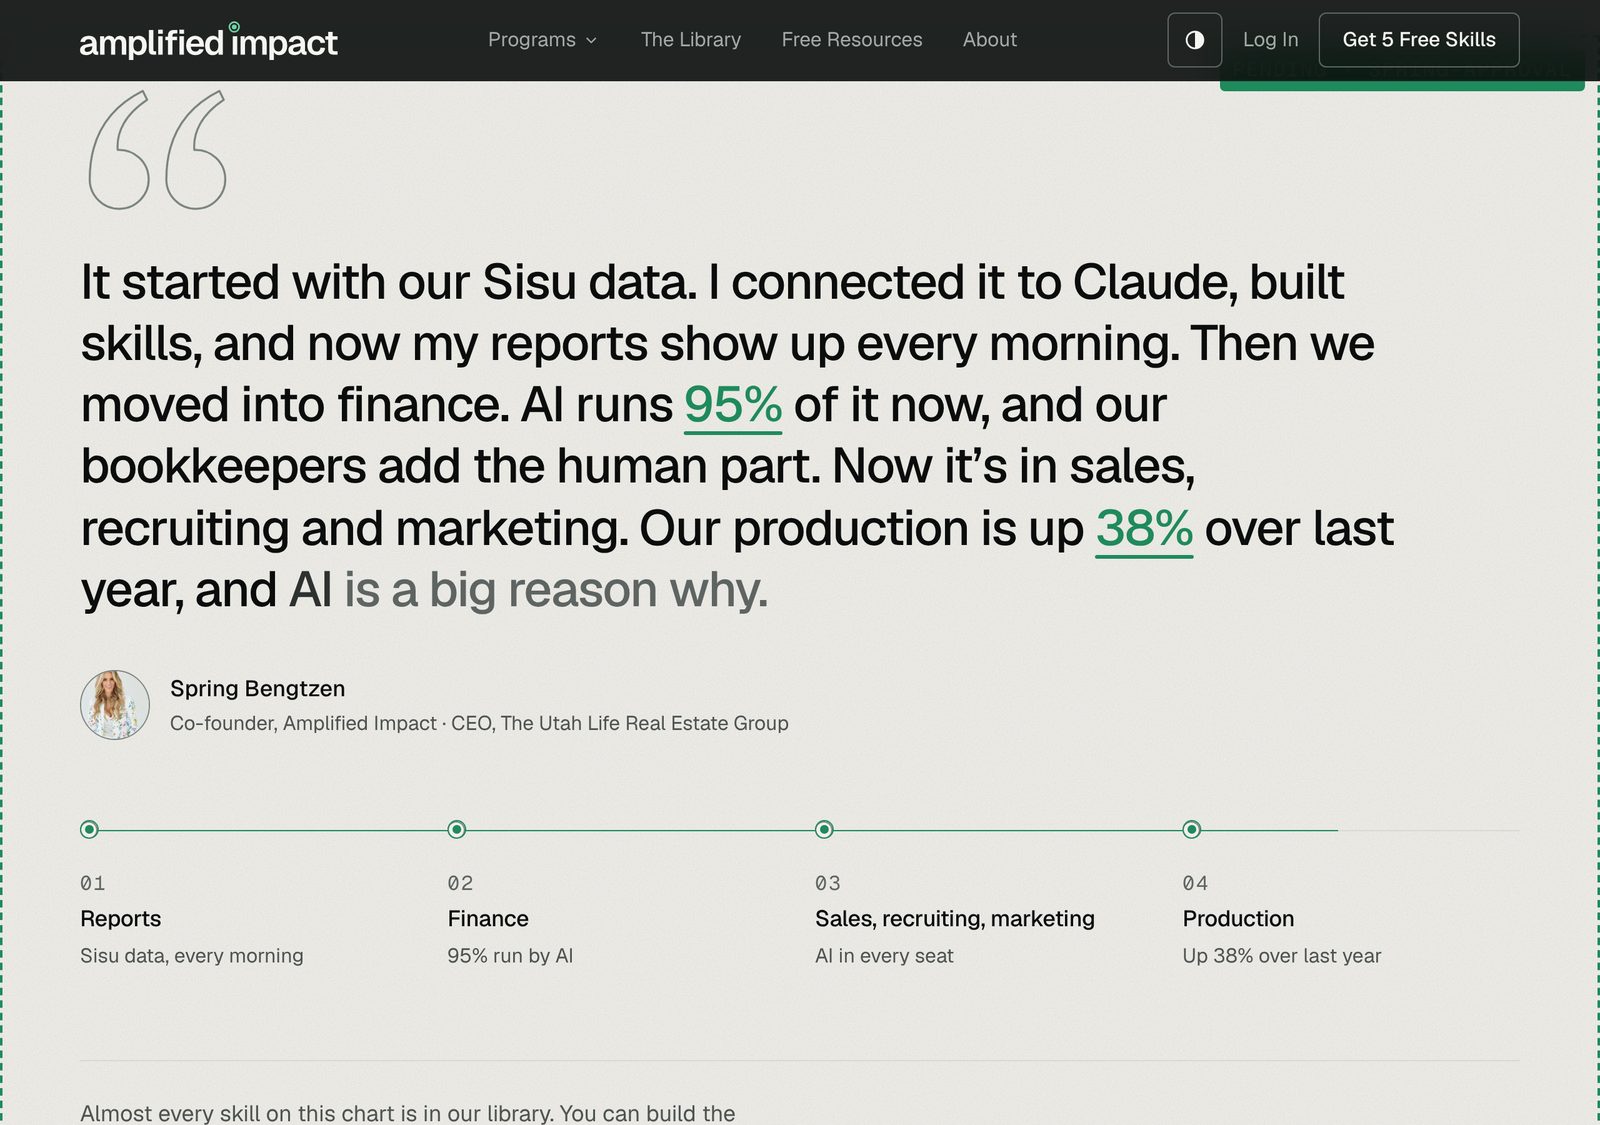 amplified impact
Programs
The Library
Free Resources
About
Log In
Get 5 Free Skills
PENDING · SPRING-APPROVAL
It started with our Sisu data. I connected it to Claude, built
skills, and now my reports show up every morning. Then we
moved into finance. AI runs 95% of it now, and our
bookkeepers add the human part. Now it’s in sales,
recruiting and marketing. Our production is up 38% over last
year, and AI is a big reason why.
Spring Bengtzen
Co-founder, Amplified Impact · CEO, The Utah Life Real Estate Group
01
Reports
Sisu data, every morning
02
Finance
95% run by AI
03
Sales, recruiting, marketing
AI in every seat
04
Production
Up 38% over last year
Almost every skill on this chart is in our library. You can build the